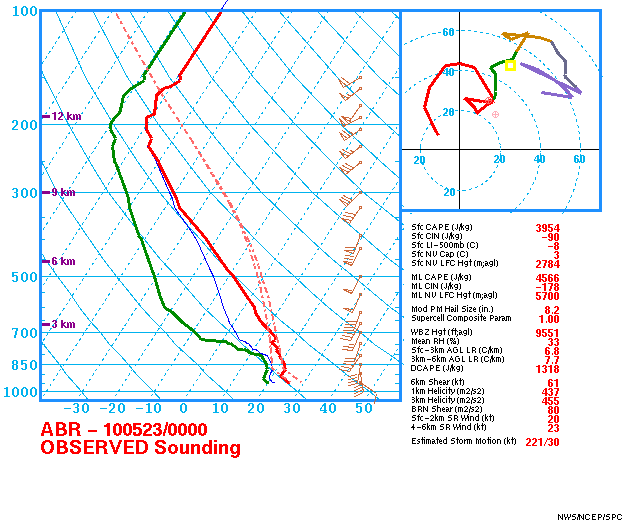 100
200
300
500
700
850
1000
12 km
9 km
6 km
3 km
-30 -20 -10 0 10 20 30 40 50
60
40
20
20 20 40 60
20
ABR - 100523/0000
OBSERVED Sounding
Sfc CAPE (J/kg) 3954
Sfc CIN (J/kg) -90
Sfc LI-500mb (C) -8
Sfc NV Cap (C) 3
Sfc NV LFC Hgt (m;agl) 2784
ML CAPE (J/kg) 4566
ML CIN (J/kg) -178
ML NV LFC Hgt (m;agl) 5700
Mod PM Hail Size (in.) 8.2
Supercell Composite Param 1.00
WBZ Hgt (ft;agl) 9551
Mean RH (%) 33
Sfc-3km AGL LR (C/km) 6.8
3km-6km AGL LR (C/km) 7.7
DCAPE (J/kg) 1318
6km Shear (kt) 61
1km Helicity (m2/s2) 437
3km Helicity (m2/s2) 455
BRN Shear (m2/s2) 80
Sfc-2km SR Wind (kt) 20
4-6km SR Wind (kt) 23
Estimated Storm Motion (kt) 221/30
NWS/NCEP/SPC